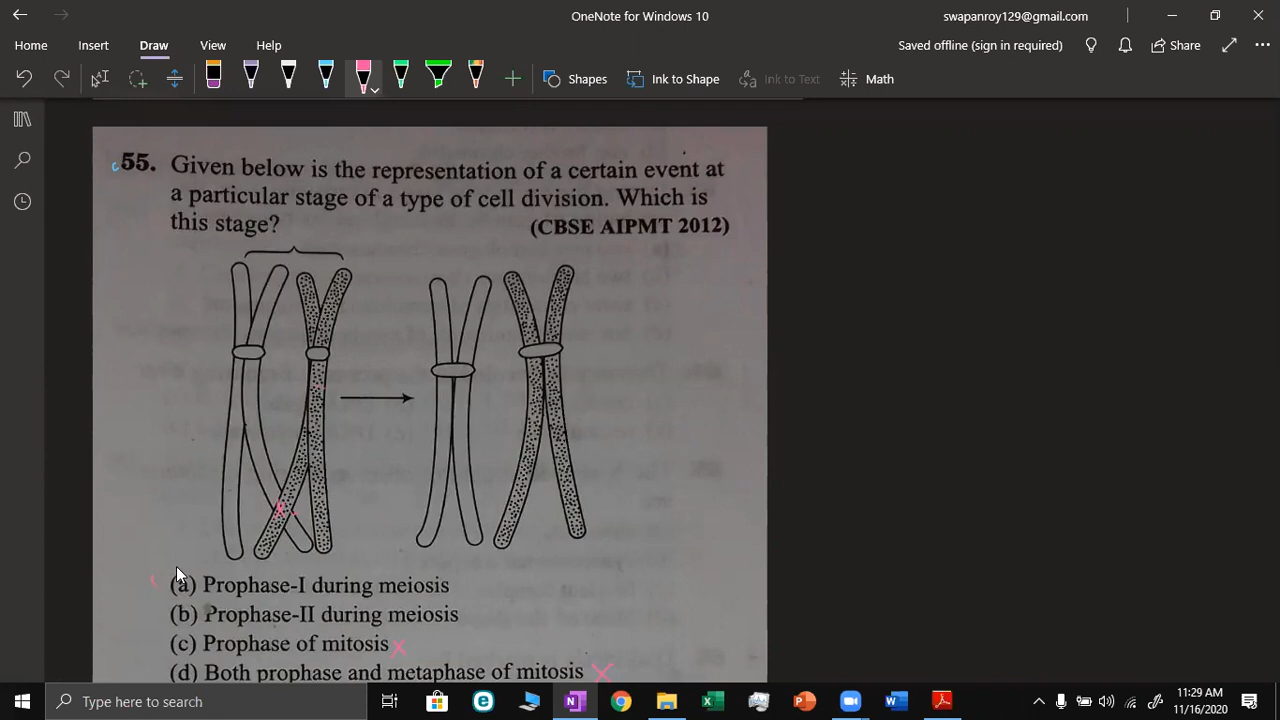 OneNote for Windows 10
swapanroy129@gmail.com
Home Insert Draw View Help
Saved offline (sign in required)
Share
Shapes
Ink to Shape
Ink to Text
Math
55. Given below is the representation of a certain event at
a particular stage of a type of cell division. Which is
this stage? (CBSE AIPMT 2012)
(a) Prophase-I during meiosis
(b) Prophase-II during meiosis
(c) Prophase of mitosis
(d) Both prophase and metaphase of mitosis
Type here to search
11:29 AM
11/16/2020